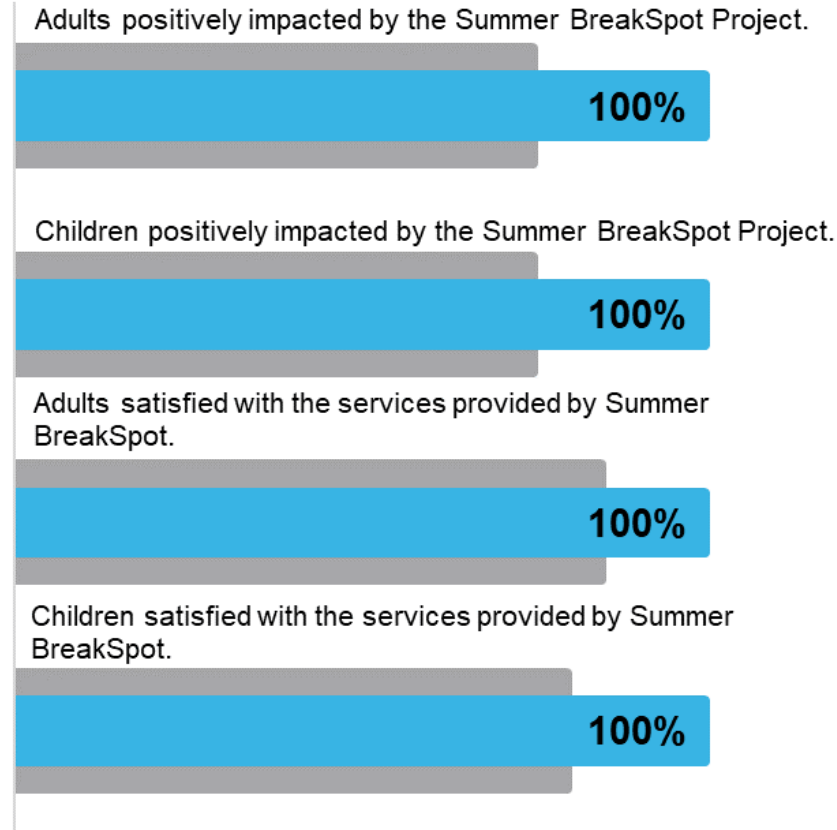 Adults positively impacted by the Summer BreakSpot Project.
100%
Children positively impacted by the Summer BreakSpot Project.
100%
Adults satisfied with the services provided by Summer
BreakSpot.
100%
Children satisfied with the services provided by Summer
BreakSpot.
100%